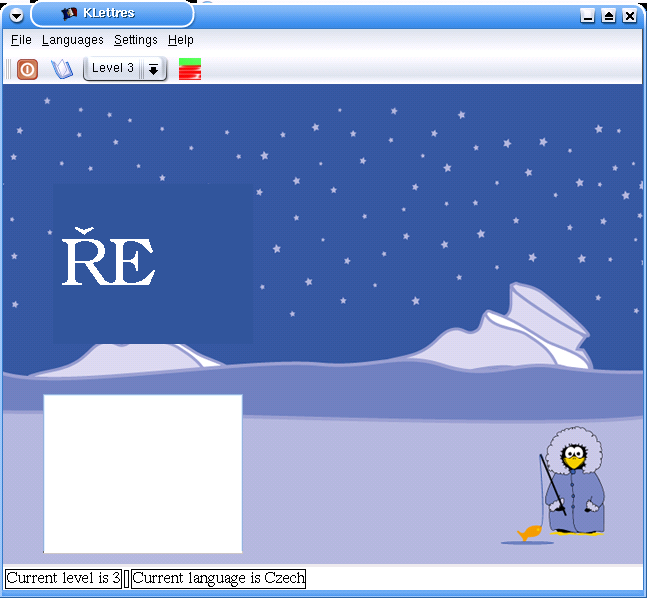 KLettres
File Languages Settings Help
Level 3
ŘE
Current level is 3 Current language is Czech